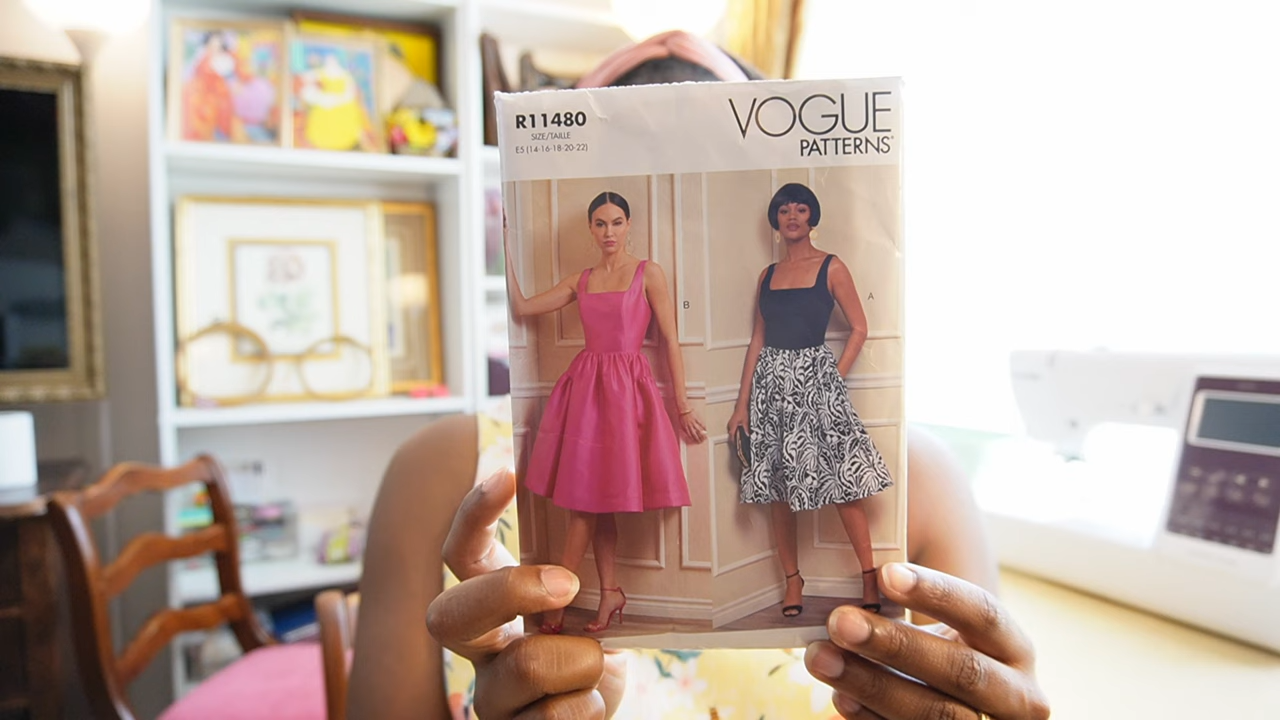 R11480
SIZE/TAILLE
E5 (14-16-18-20-22)
VOGUE
PATTERNS®
B
A